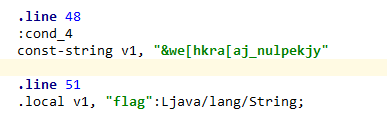 .line 48
:cond_4
const-string v1, "&we[hkra[aj_nulpekjy"
.line 51
.local v1, "flag":Ljava/lang/String;